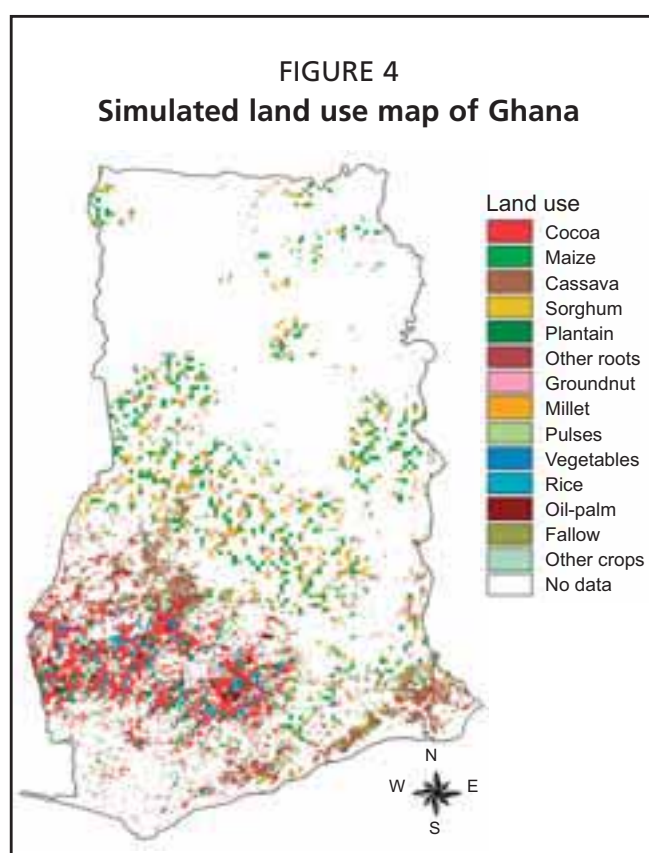 FIGURE 4
Simulated land use map of Ghana
Land use
Cocoa
Maize
Cassava
Sorghum
Plantain
Other roots
Groundnut
Millet
Pulses
Vegetables
Rice
Oil-palm
Fallow
Other crops
No data
N
W E
S